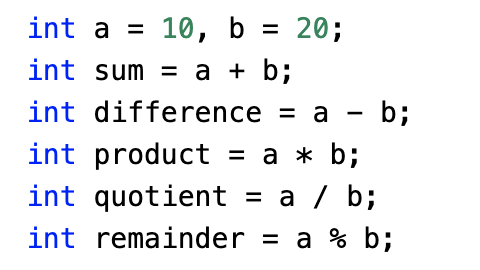 int a = 10, b = 20;
int sum = a + b;
int difference = a - b;
int product = a * b;
int quotient = a / b;
int remainder = a % b;